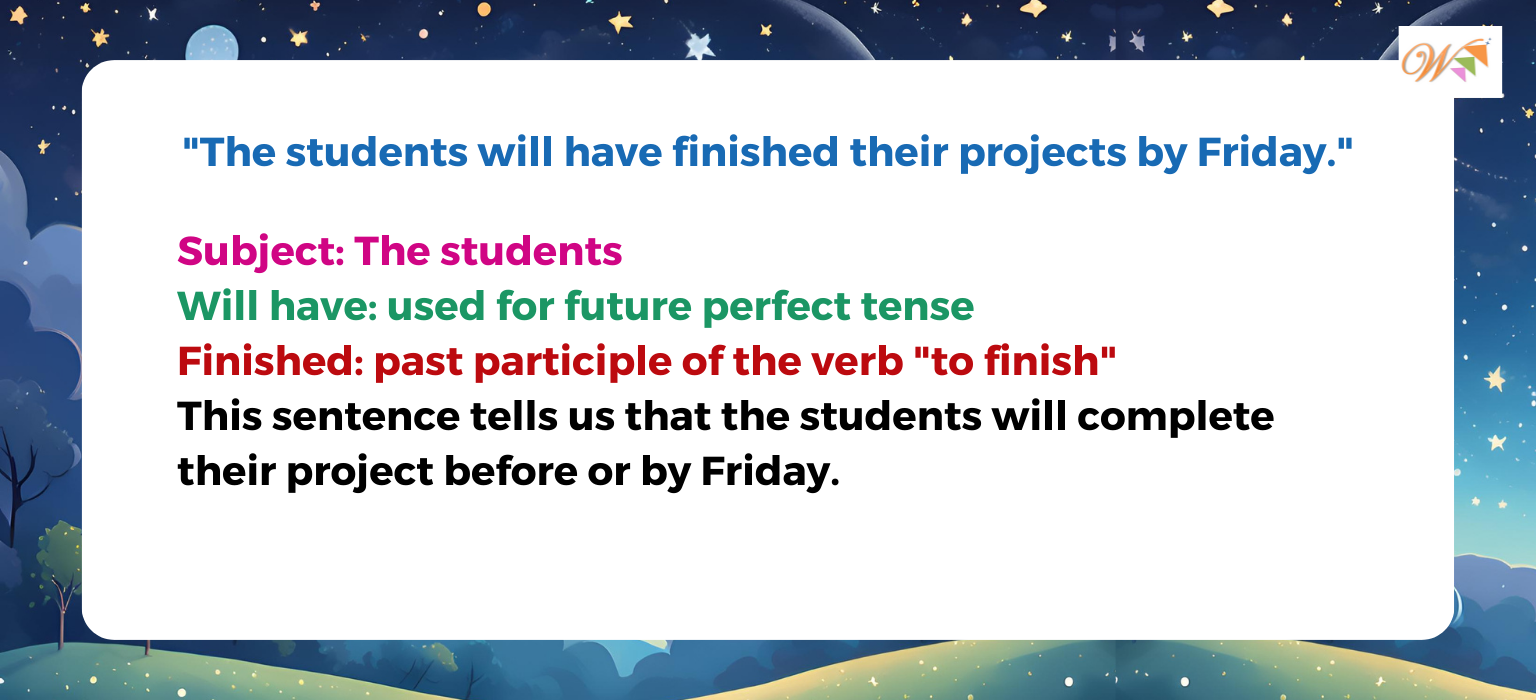 "The students will have finished their projects by Friday."
Subject: The students
Will have: used for future perfect tense
Finished: past participle of the verb "to finish"
This sentence tells us that the students will complete
their project before or by Friday.
W